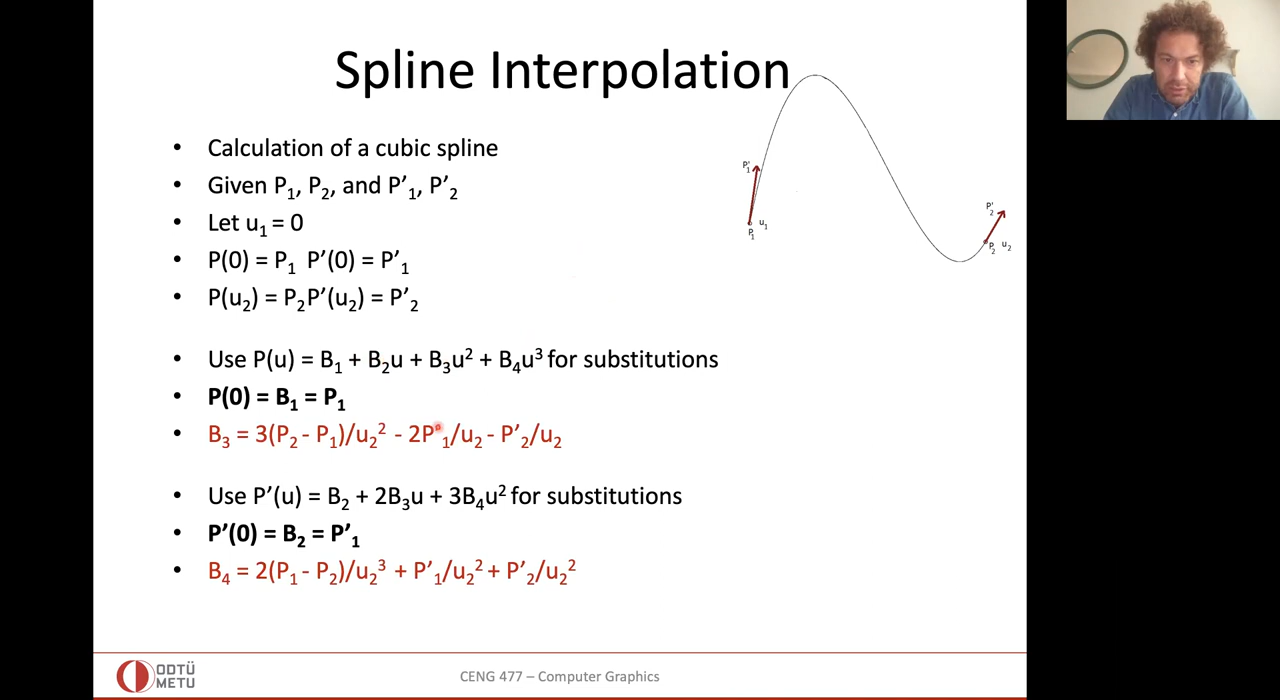 Spline Interpolation
• Calculation of a cubic spline
• Given P₁, P₂, and P'₁, P'₂
• Let u₁ = 0
• P(0) = P₁ P'(0) = P'₁
• P(u₂) = P₂P'(u₂) = P'₂
• Use P(u) = B₁ + B₂u + B₃u² + B₄u³ for substitutions
• P(0) = B₁ = P₁
• B₃ = 3(P₂ - P₁)/u₂² - 2P'₁/u₂ - P'₂/u₂
• Use P'(u) = B₂ + 2B₃u + 3B₄u² for substitutions
• P'(0) = B₂ = P'₁
• B₄ = 2(P₁ - P₂)/u₂³ + P'₁/u₂² + P'₂/u₂²
P'₁
P₁ u₁
P'₂
P₂ u₂
ODTÜ
METU
CENG 477 – Computer Graphics